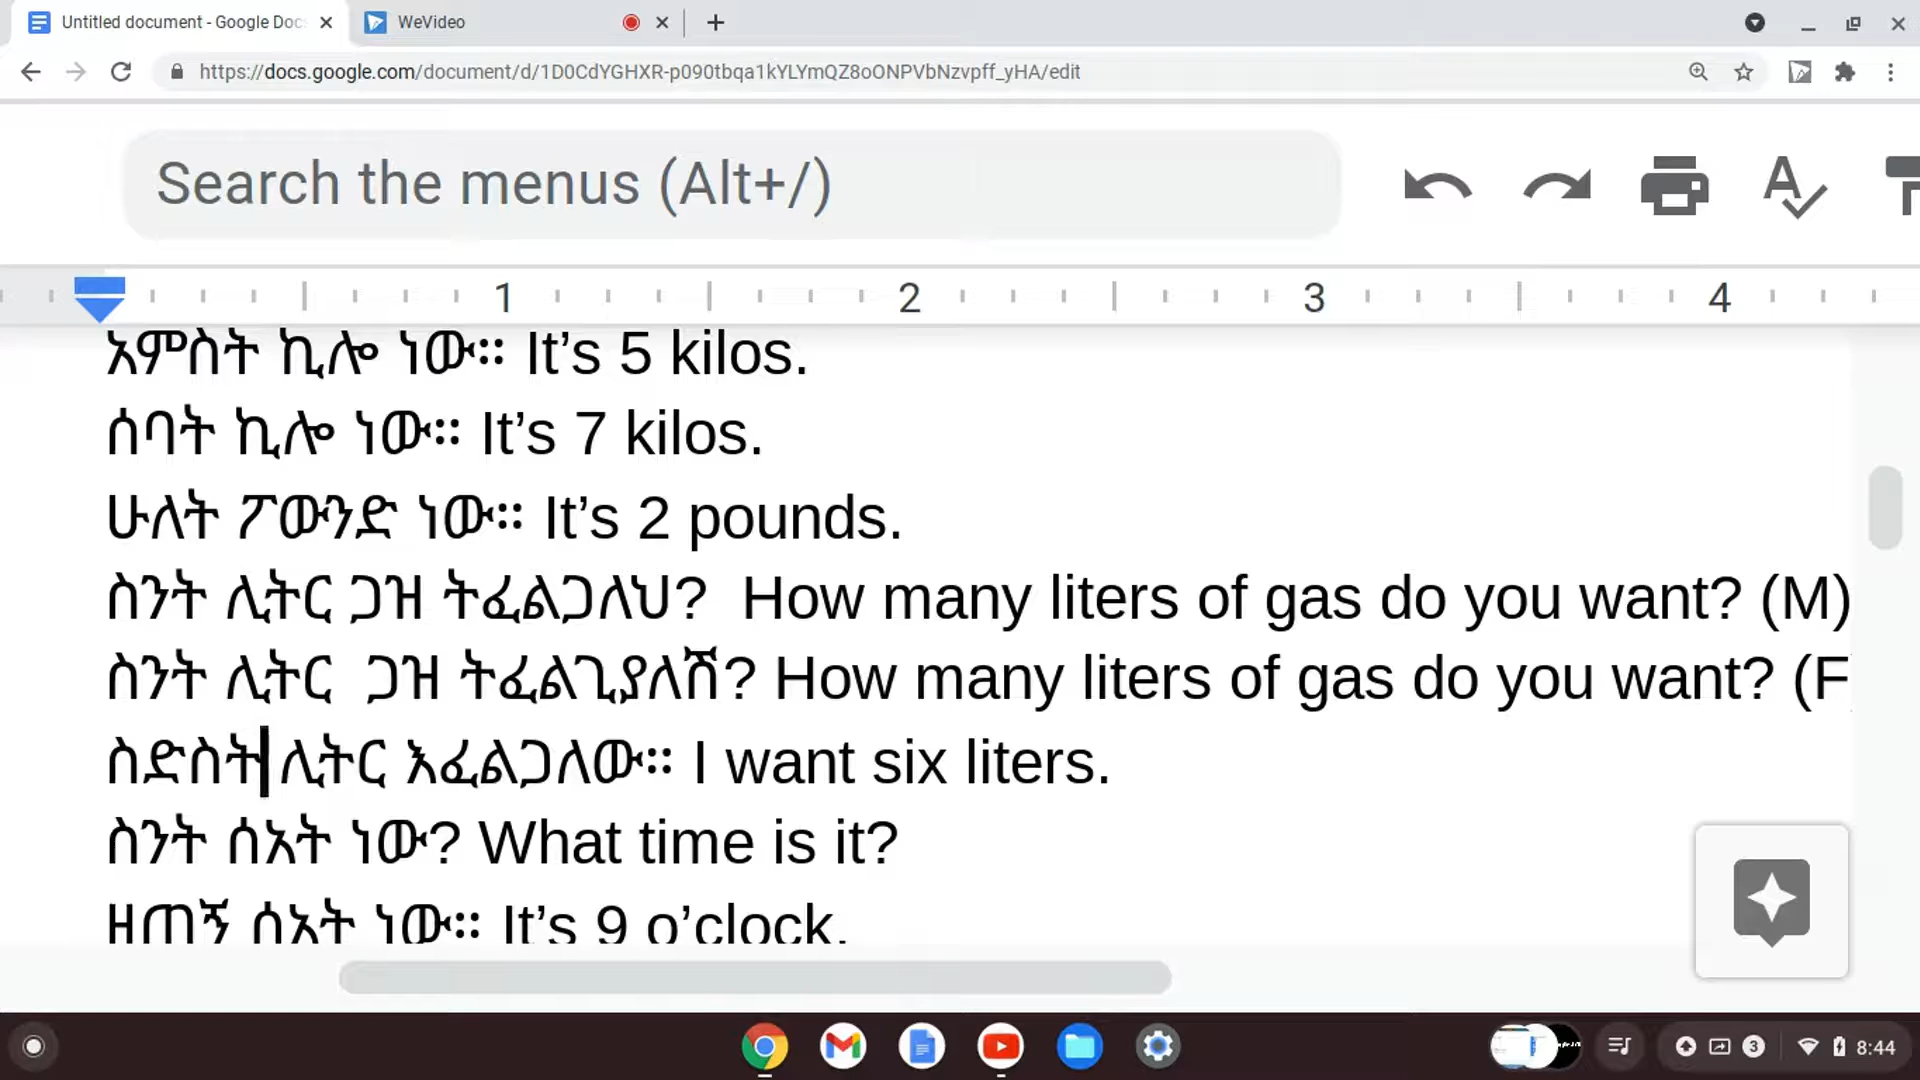 Untitled document - Google Doc
WeVideo
https://docs.google.com/document/d/1D0CdYGHXR-p090tbqa1kYLYmQZ8oONPVbNzvpff_yHA/edit
Search the menus (Alt+/)
1 2 3 4
አምስት ኪሎ ነው። It’s 5 kilos.
ሰባት ኪሎ ነው። It’s 7 kilos.
ሁለት ፖውንድ ነው። It’s 2 pounds.
ስንት ሊትር ጋዝ ትፈልጋለህ? How many liters of gas do you want? (M)
ስንት ሊትር ጋዝ ትፈልጊያለሽ? How many liters of gas do you want? (F
ስድስት ሊትር እፈልጋለው። I want six liters.
ስንት ሰአት ነው? What time is it?
ዘጠኝ ሰአት ነው። It’s 9 o’clock.
3 8:44